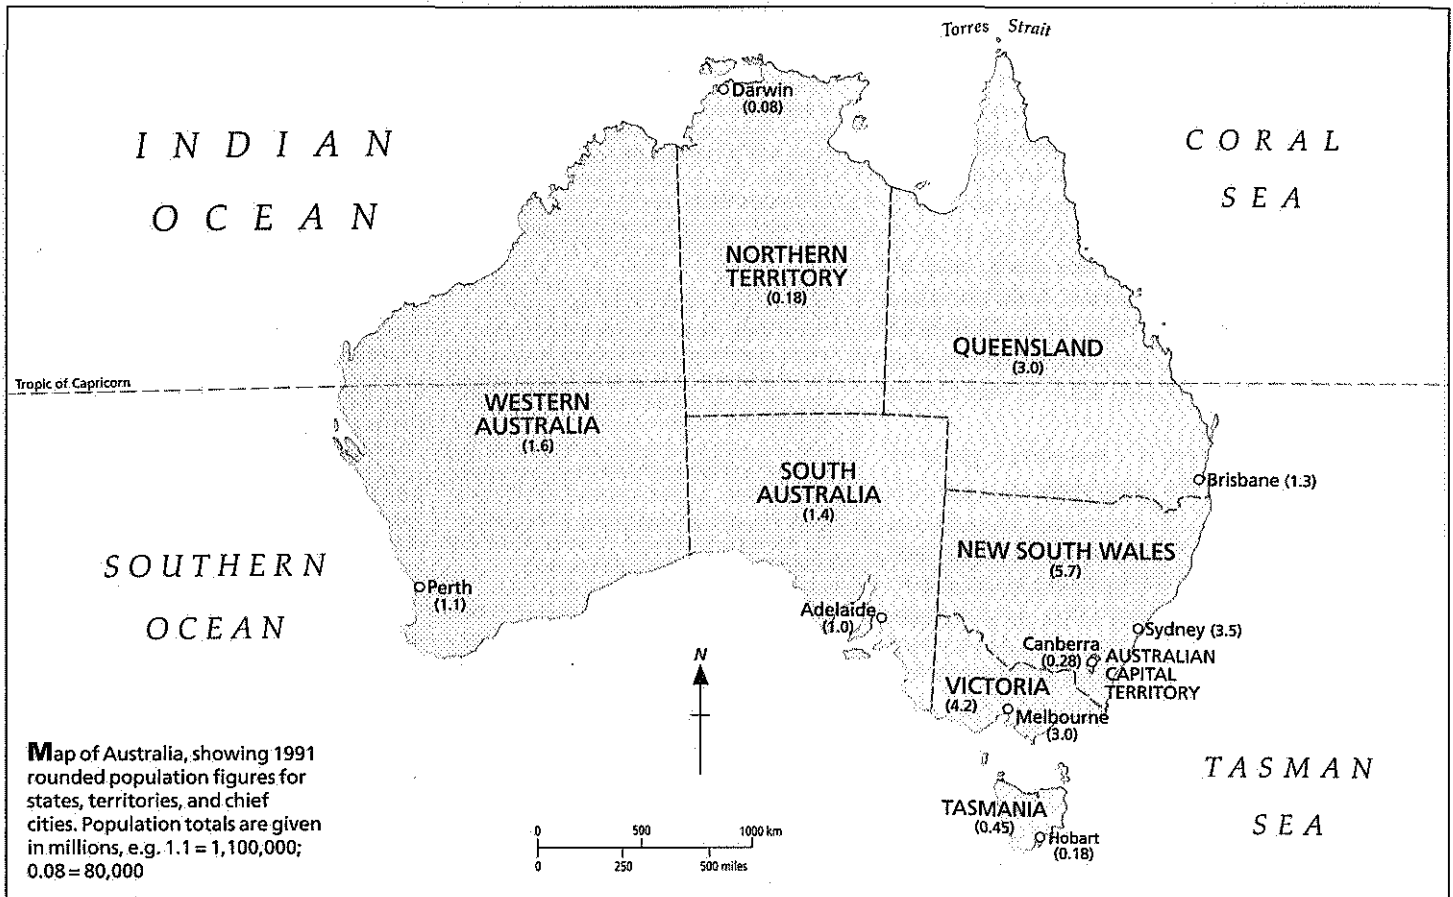 Torres Strait
Darwin
(0.08)
INDIAN
OCEAN
CORAL
SEA
NORTHERN
TERRITORY
(0.18)
QUEENSLAND
(3.0)
Tropic of Capricorn
WESTERN
AUSTRALIA
(1.6)
SOUTH
AUSTRALIA
(1.4)
Brisbane (1.3)
NEW SOUTH WALES
(5.7)
SOUTHERN
OCEAN
Perth
(1.1)
Adelaide
(1.0)
Sydney (3.5)
Canberra
(0.28)
AUSTRALIAN
CAPITAL
TERRITORY
N
VICTORIA
(4.2)
Melbourne
(3.0)
Map of Australia, showing 1991
rounded population figures for
states, territories, and chief
cities. Population totals are given
in millions, e.g. 1.1 = 1,100,000;
0.08 = 80,000
TASMAN
SEA
TASMANIA
(0.45)
Hobart
(0.18)
0 500 1000 km
0 250 500 miles